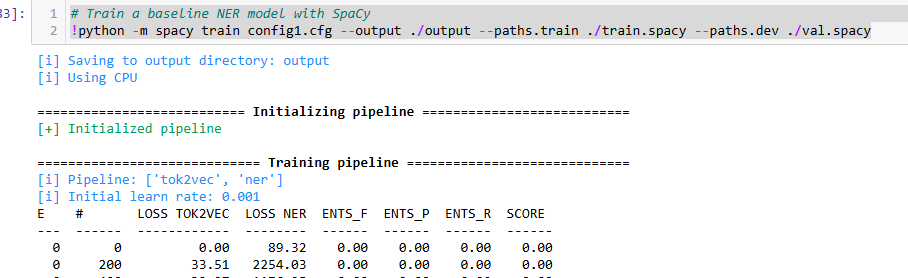 33]:
1 # Train a baseline NER model with SpaCy
2 !python -m spacy train config1.cfg --output ./output --paths.train ./train.spacy --paths.dev ./val.spacy
[i] Saving to output directory: output
[i] Using CPU
=========================== Initializing pipeline ===========================
[+] Initialized pipeline
============================= Training pipeline =============================
[i] Pipeline: ['tok2vec', 'ner']
[i] Initial learn rate: 0.001
E    #       LOSS TOK2VEC  LOSS NER  ENTS_F  ENTS_P  ENTS_R  SCORE
---  ------  ------------  --------  ------  ------  ------  ------
  0       0          0.00     89.32    0.00    0.00    0.00    0.00
  0     200         33.51   2254.03    0.00    0.00    0.00    0.00